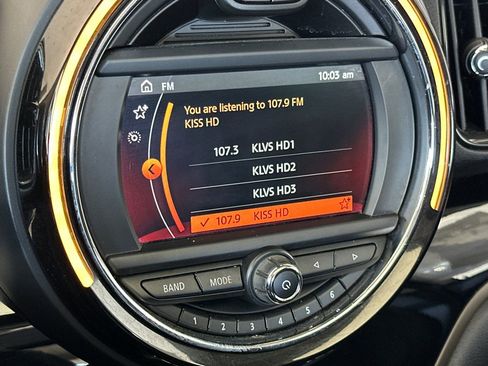 FM 10:03 am
You are listening to 107.9 FM
KISS HD
107.3 KLVS HD1
KLVS HD2
KLVS HD3
107.9 KISS HD
BAND MODE
1 2 3 4 5 6